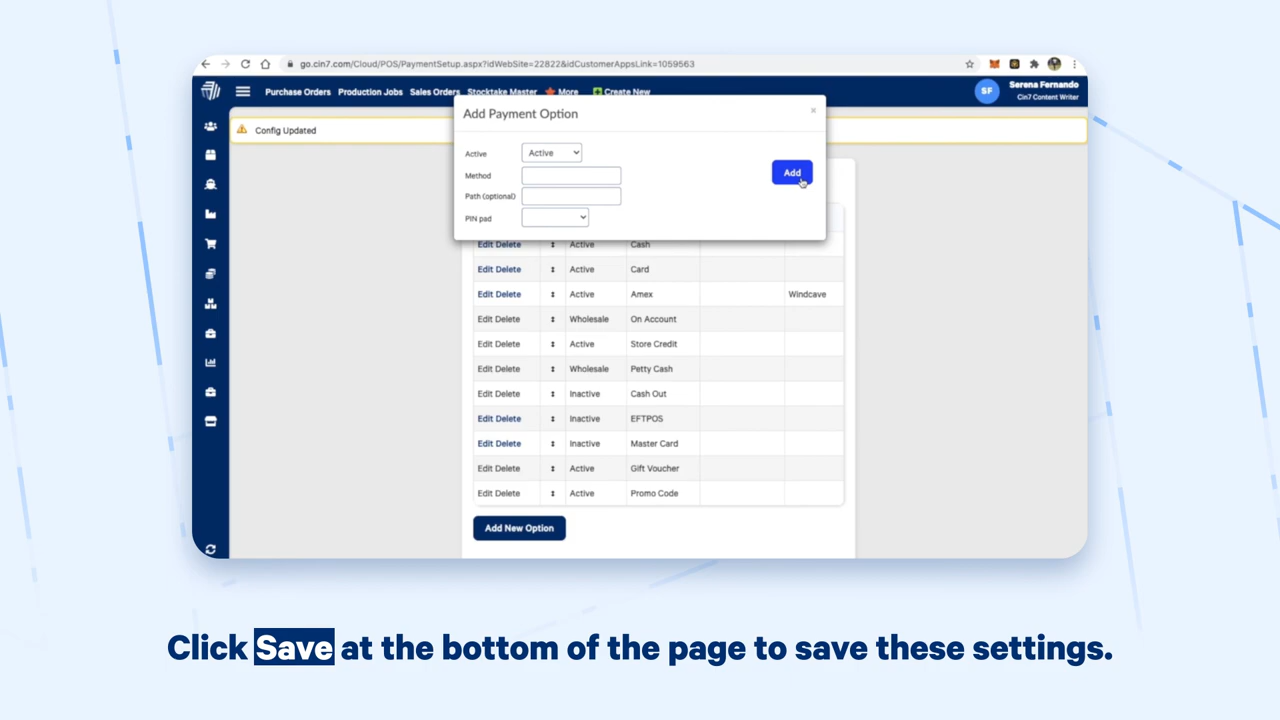 go.cin7.com/Cloud/POS/PaymentSetup.aspx?idWebSite=22822&idCustomerAppsLink=1059563
Purchase Orders Production Jobs Sales Orders Stocktake Master More Create New
SF
Serena Fernando
Cin7 Content Writer
Config Updated
Add Payment Option ×
Active Active
Method
Path (optional)
PIN pad
Add
Edit Delete Active Cash
Edit Delete Active Card
Edit Delete Active Amex Windcave
Edit Delete Wholesale On Account
Edit Delete Active Store Credit
Edit Delete Wholesale Petty Cash
Edit Delete Inactive Cash Out
Edit Delete Inactive EFTPOS
Edit Delete Inactive Master Card
Edit Delete Active Gift Voucher
Edit Delete Active Promo Code
Add New Option
Click Save at the bottom of the page to save these settings.